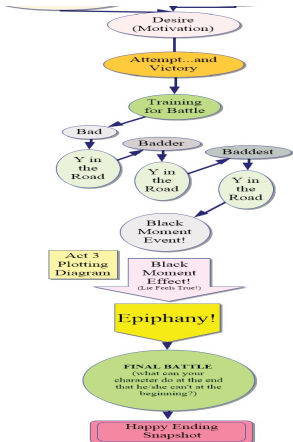 Desire
(Motivation)
Attempt...and
Victory
Training
for Battle
Bad
Badder
Baddest
Y in
the
Road
Y in
the
Road
Y in
the
Road
Black
Moment
Event!
Act 3
Plotting
Diagram
Black
Moment
Effect!
(Lie Feels True!)
Epiphany!
FINAL BATTLE
(what can your
character do at the end
that he/she can't at the
beginning?)
Happy Ending
Snapshot